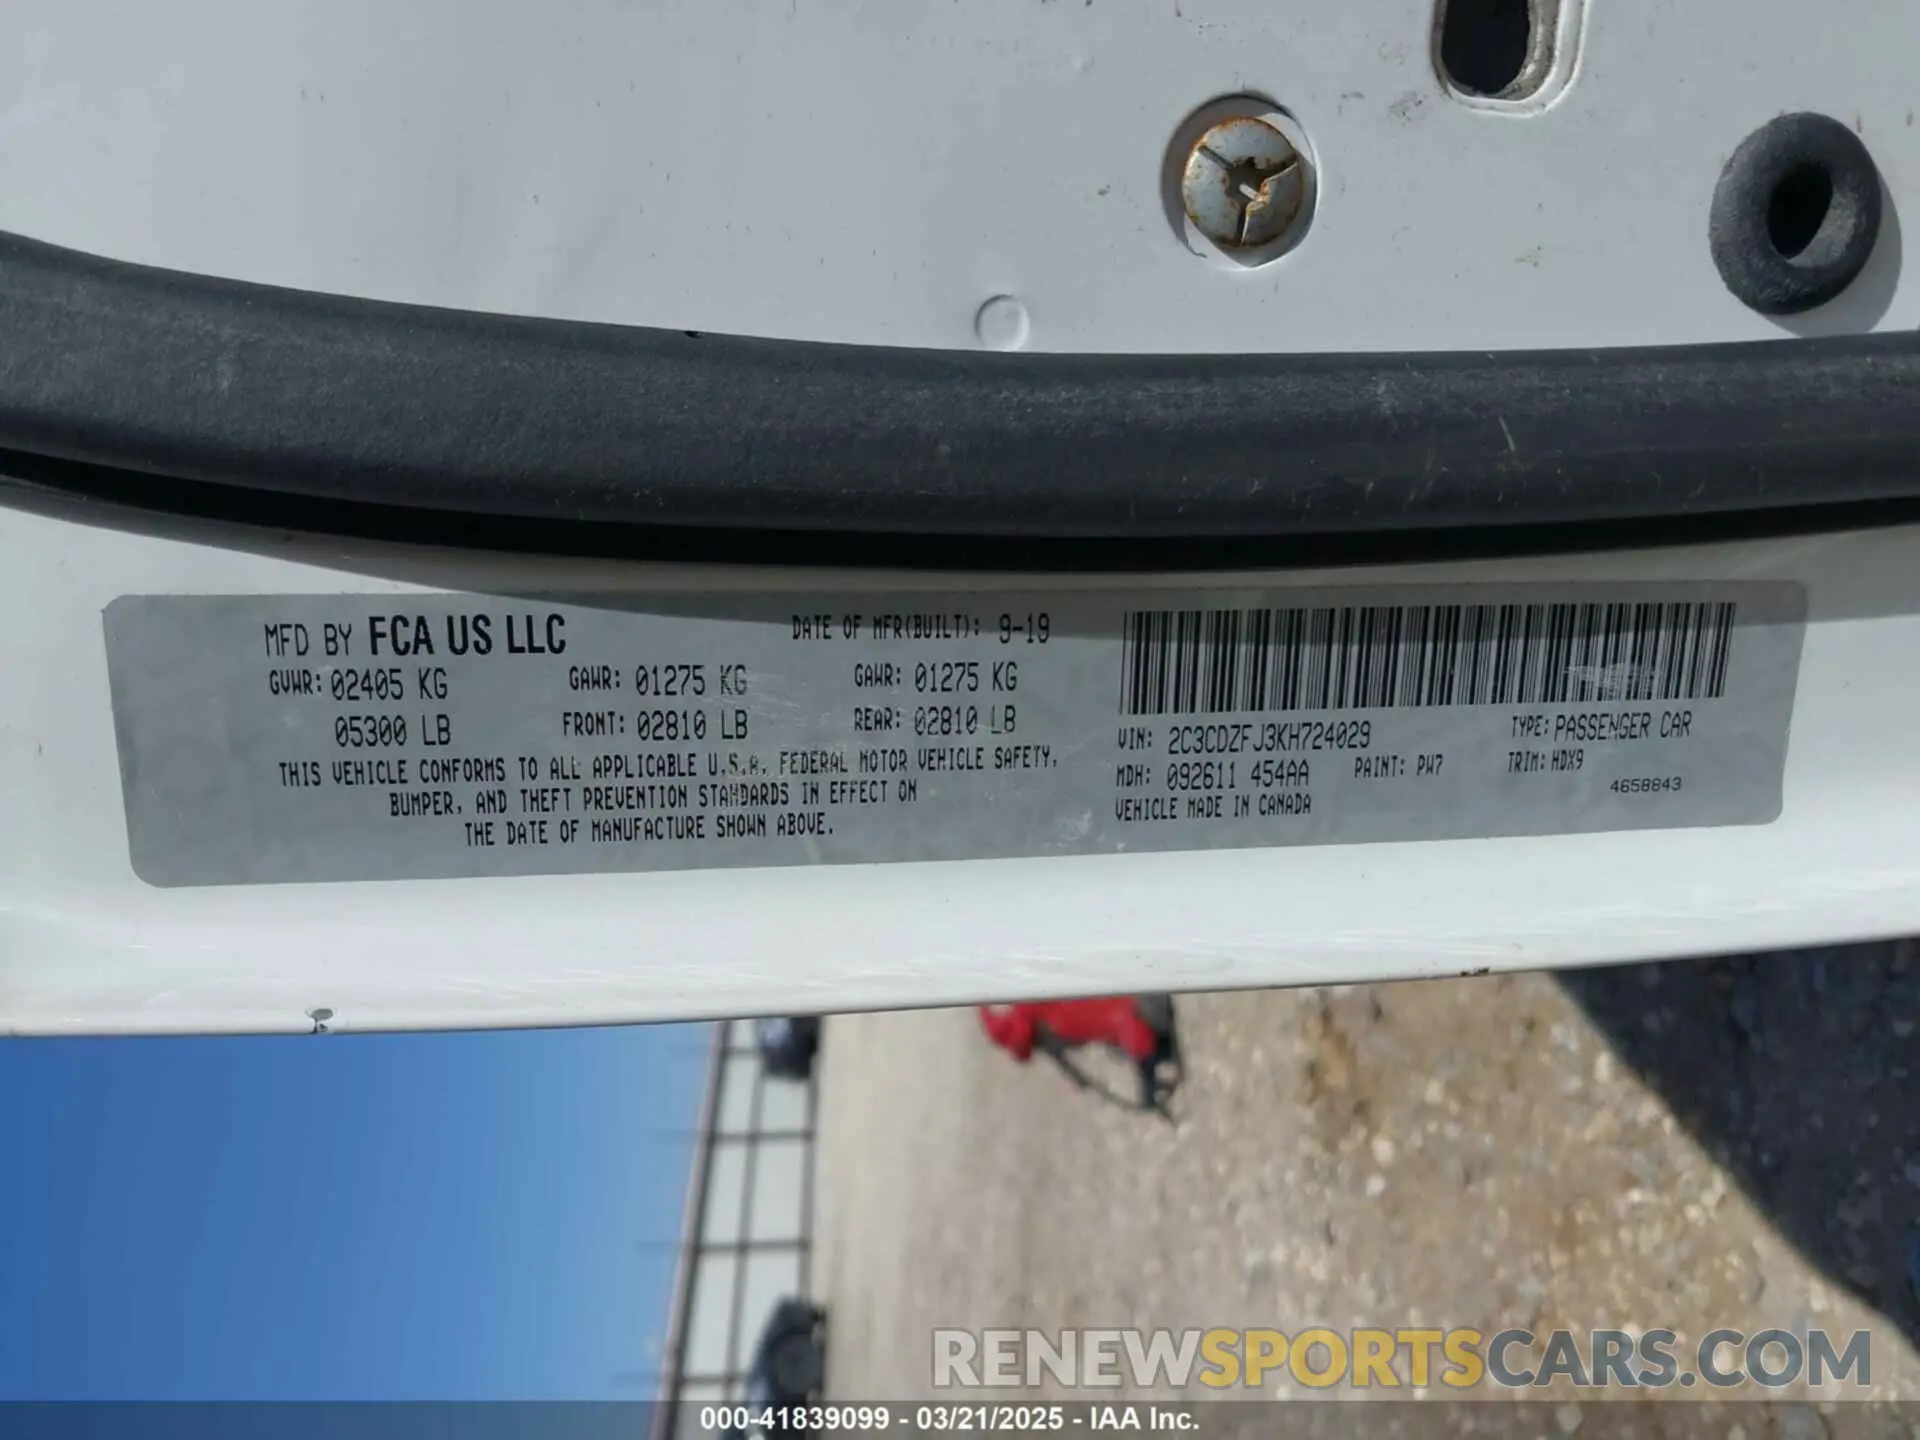 MFD BY FCA US LLC DATE OF MFR(BUILT): 9-19
GVWR: 02405 KG GAWR: 01275 KG GAWR: 01275 KG
05300 LB FRONT: 02810 LB REAR: 02810 LB
THIS VEHICLE CONFORMS TO ALL APPLICABLE U.S.A. FEDERAL MOTOR VEHICLE SAFETY,
BUMPER, AND THEFT PREVENTION STANDARDS IN EFFECT ON
THE DATE OF MANUFACTURE SHOWN ABOVE.
VIN: 2C3CDZFJ3KH724029 TYPE: PASSENGER CAR
MDH: 092611 454AA PAINT: PW7 TRIM: HDX9
VEHICLE MADE IN CANADA 4658843
RENEWSPORTSCARS.COM
000-41839099 - 03/21/2025 - IAA Inc.